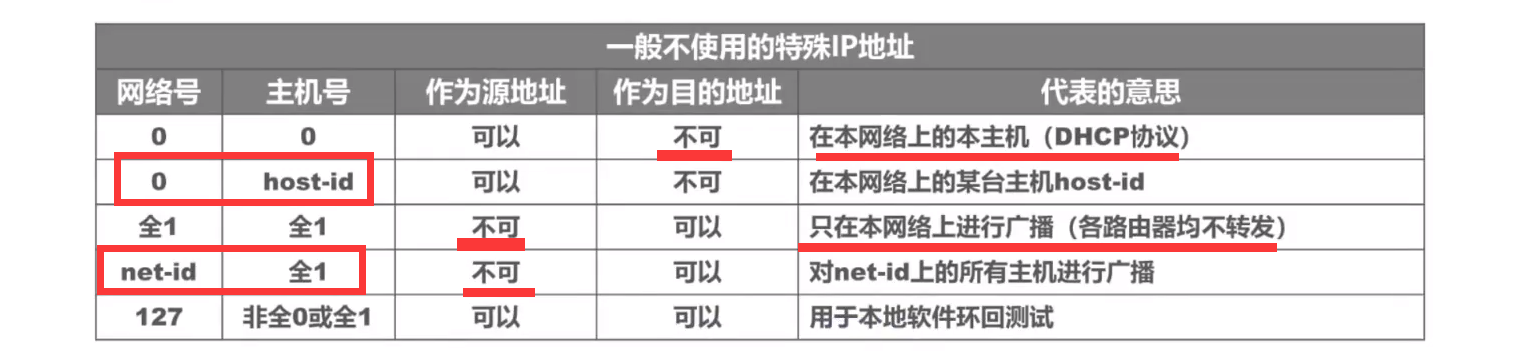 一般不使用的特殊IP地址
网络号 主机号 作为源地址 作为目的地址 代表的意思
0 0 可以 不可 在本网络上的本主机（DHCP协议）
0 host-id 可以 不可 在本网络上的某台主机host-id
全1 全1 不可 可以 只在本网络上进行广播（各路由器均不转发）
net-id 全1 不可 可以 对net-id上的所有主机进行广播
127 非全0或全1 可以 可以 用于本地软件环回测试